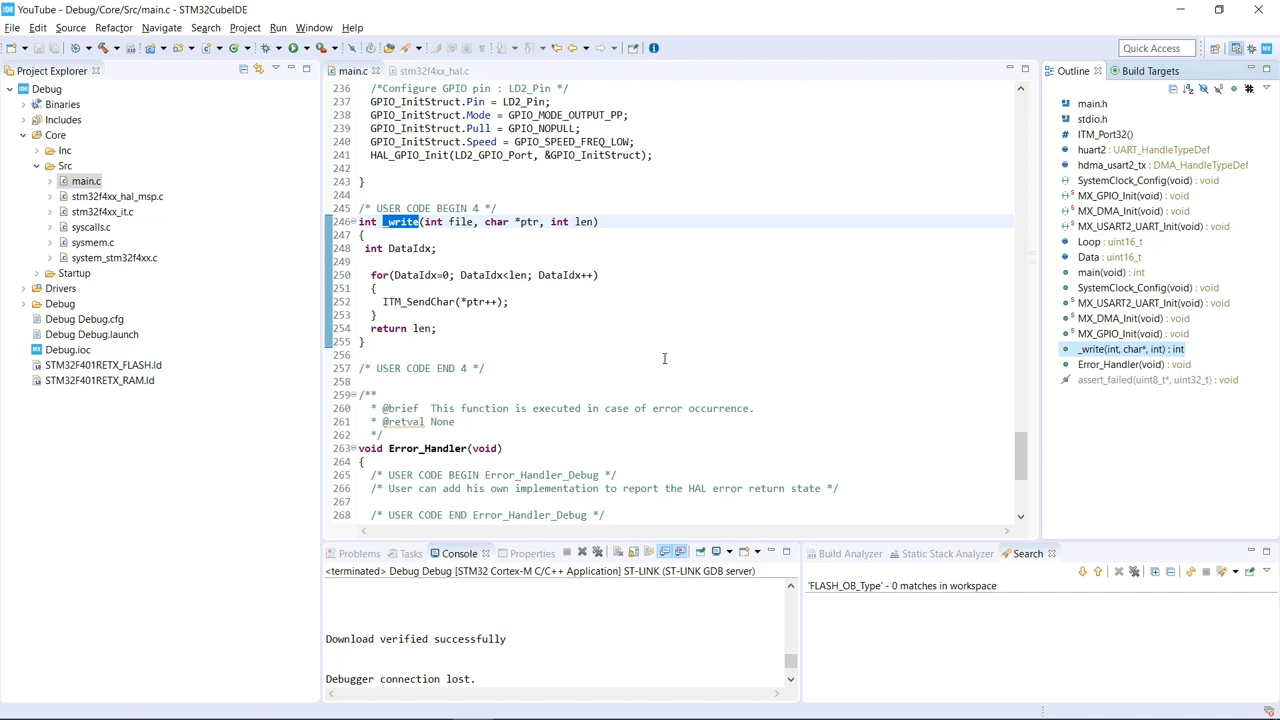 IDE YouTube - Debug/Core/Src/main.c - STM32CubeIDE
File Edit Source Refactor Navigate Search Project Run Window Help
Quick Access
Project Explorer
Debug
Binaries
Includes
Core
Inc
Src
main.c
stm32f4xx_hal_msp.c
stm32f4xx_it.c
syscalls.c
sysmem.c
system_stm32f4xx.c
Startup
Drivers
Debug
Debug Debug.cfg
Debug Debug.launch
Debug.ioc
STM32F401RETX_FLASH.ld
STM32F401RETX_RAM.ld
main.c stm32f4xx_hal.c
236 /*Configure GPIO pin : LD2_Pin */
237 GPIO_InitStruct.Pin = LD2_Pin;
238 GPIO_InitStruct.Mode = GPIO_MODE_OUTPUT_PP;
239 GPIO_InitStruct.Pull = GPIO_NOPULL;
240 GPIO_InitStruct.Speed = GPIO_SPEED_FREQ_LOW;
241 HAL_GPIO_Init(LD2_GPIO_Port, &GPIO_InitStruct);
242
243 }
244
245 /* USER CODE BEGIN 4 */
246 int _write(int file, char *ptr, int len)
247 {
248 int DataIdx;
249
250 for(DataIdx=0; DataIdx<len; DataIdx++)
251 {
252 ITM_SendChar(*ptr++);
253 }
254 return len;
255 }
256
257 /* USER CODE END 4 */
258
259 /**
260 * @brief This function is executed in case of error occurrence.
261 * @retval None
262 */
263 void Error_Handler(void)
264 {
265 /* USER CODE BEGIN Error_Handler_Debug */
266 /* User can add his own implementation to report the HAL error return state */
267
268 /* USER CODE END Error_Handler_Debug */
Outline Build Targets
main.h
stdio.h
ITM_Port32()
huart2 : UART_HandleTypeDef
hdma_usart2_tx : DMA_HandleTypeDef
SystemClock_Config(void) : void
MX_GPIO_Init(void) : void
MX_DMA_Init(void) : void
MX_USART2_UART_Init(void) : void
Loop : uint16_t
Data : uint16_t
main(void) : int
SystemClock_Config(void) : void
MX_USART2_UART_Init(void) : void
MX_DMA_Init(void) : void
MX_GPIO_Init(void) : void
_write(int, char*, int) : int
Error_Handler(void) : void
assert_failed(uint8_t*, uint32_t) : void
Problems Tasks Console Properties
<terminated> Debug Debug [STM32 Cortex-M C/C++ Application] ST-LINK (ST-LINK GDB server)
Download verified successfully
Debugger connection lost.
Build Analyzer Static Stack Analyzer Search
'FLASH_OB_Type' - 0 matches in workspace